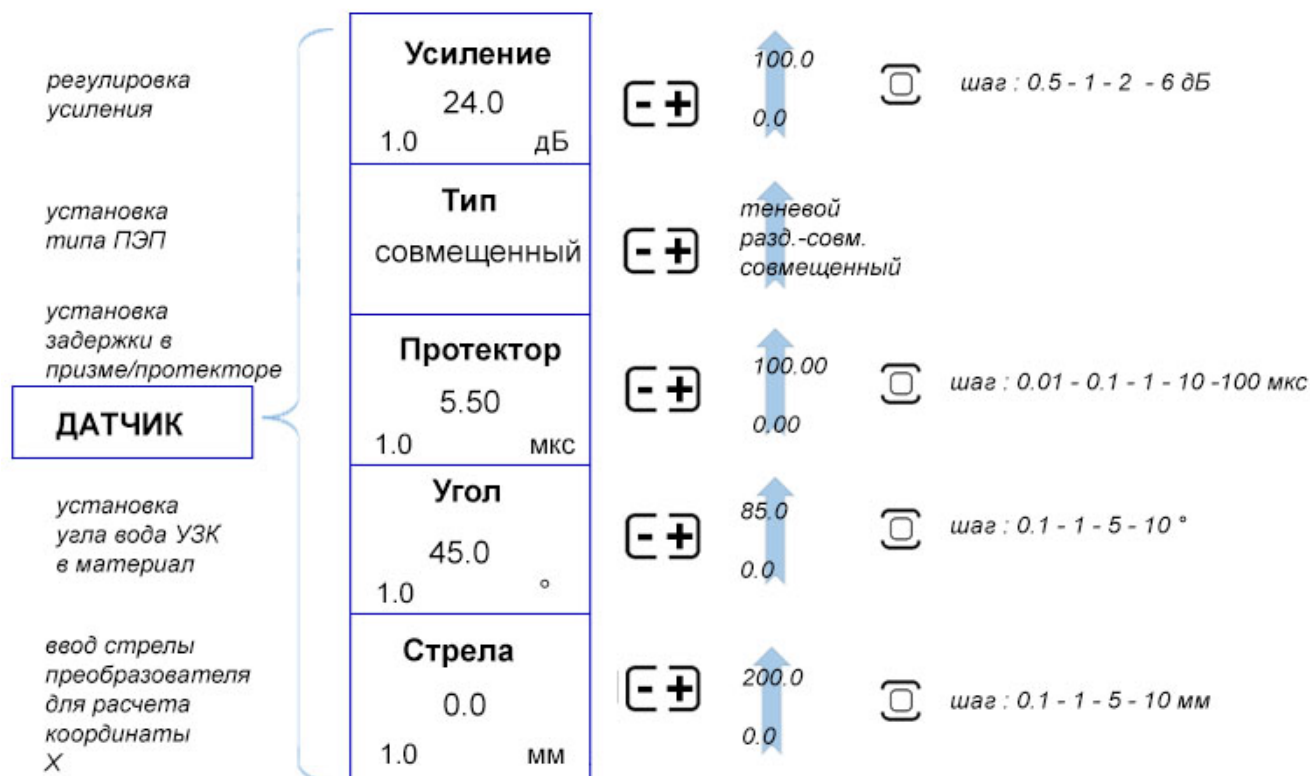 регулировка
усиления
Усиление
24.0
1.0 дБ
- +
100.0
0.0
шаг : 0.5 - 1 - 2 - 6 дБ
установка
типа ПЭП
Тип
совмещенный
- +
теневой
разд.-совм.
совмещенный
установка
задержки в
призме/протекторе
Протектор
5.50
1.0 мкс
- +
100.00
0.00
шаг : 0.01 - 0.1 - 1 - 10 -100 мкс
ДАТЧИК
установка
угла вода УЗК
в материал
Угол
45.0
1.0 °
- +
85.0
0.0
шаг : 0.1 - 1 - 5 - 10 °
ввод стрелы
преобразователя
для расчета
координаты
X
Стрела
0.0
1.0 мм
- +
200.0
0.0
шаг : 0.1 - 1 - 5 - 10 мм